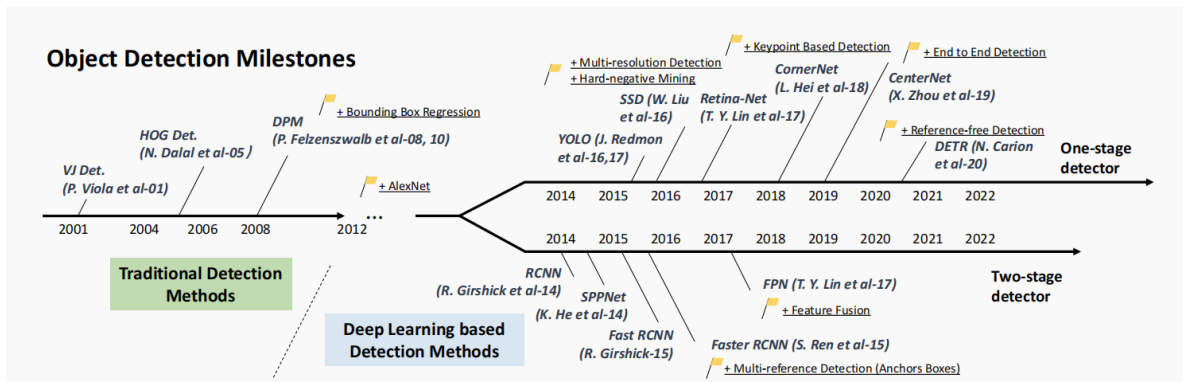 Object Detection Milestones
+ Multi-resolution Detection
+ Hard-negative Mining
+ Keypoint Based Detection
+ End to End Detection
+ Bounding Box Regression
HOG Det.
(N. Dalal et al-05)
DPM
(P. Felzenszwalb et al-08, 10)
VJ Det.
(P. Viola et al-01)
+ AlexNet
SSD (W. Liu
et al-16)
Retina-Net
(T. Y. Lin et al-17)
CornerNet
(L. Hei et al-18)
CenterNet
(X. Zhou et al-19)
YOLO (J. Redmon
et al-16,17)
+ Reference-free Detection
DETR (N. Carion
et al-20)
One-stage
detector
2014 2015 2016 2017 2018 2019 2020 2021 2022
...
2001 2004 2006 2008 2012
2014 2015 2016 2017 2018 2019 2020 2021 2022
Two-stage
detector
Traditional Detection
Methods
Deep Learning based
Detection Methods
RCNN
(R. Girshick et al-14)
SPPNet
(K. He et al-14)
Fast RCNN
(R. Girshick-15)
FPN (T. Y. Lin et al-17)
+ Feature Fusion
Faster RCNN (S. Ren et al-15)
+ Multi-reference Detection (Anchors Boxes)